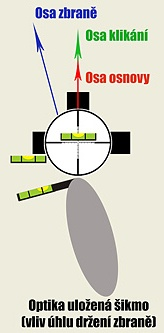 Osa zbraně
Osa klikání
Osa osnovy
Optika uložená šikmo
(vliv úhlu držení zbraně)